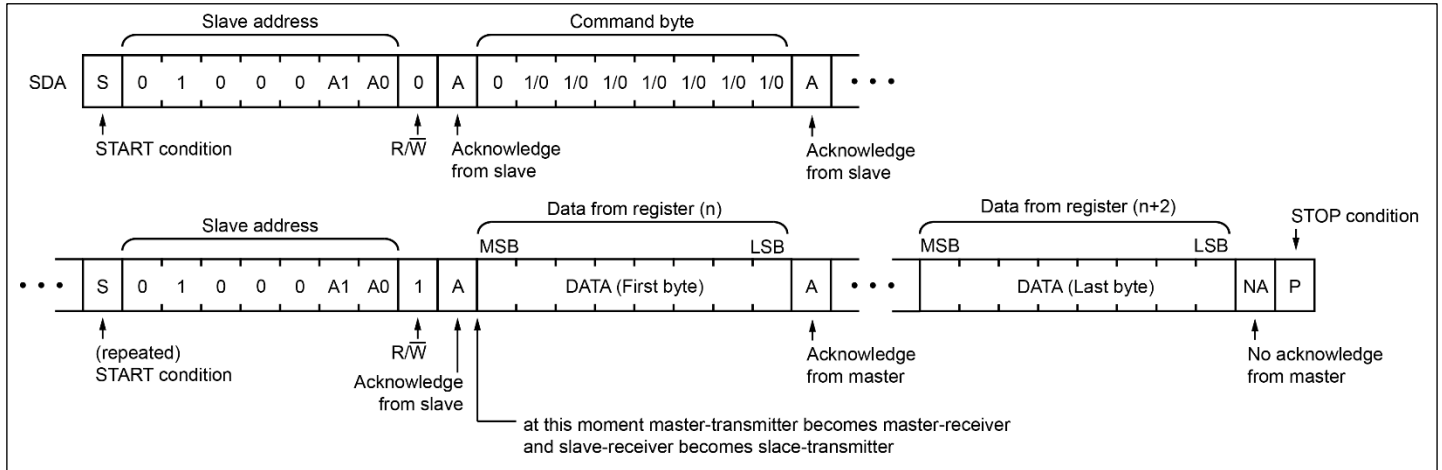 Slave address Command byte
SDA S 0 1 0 0 0 A1 A0 0 A 0 1/0 1/0 1/0 1/0 1/0 1/0 1/0 A • • •
START condition R/W̅ Acknowledge from slave Acknowledge from slave
Slave address Data from register (n) Data from register (n+2) STOP condition
MSB LSB MSB LSB
• • • S 0 1 0 0 0 A1 A0 1 A DATA (First byte) A • • • DATA (Last byte) NA P
(repeated) START condition R/W̅ Acknowledge from slave Acknowledge from master No acknowledge from master
at this moment master-transmitter becomes master-receiver
and slave-receiver becomes slace-transmitter